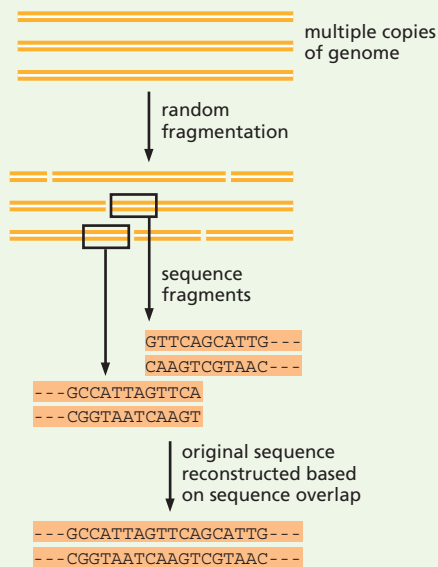 multiple copies
of genome
random
fragmentation
sequence
fragments
GTTCAGCATTG---
CAAGTCGTAAC---
---GCCATTAGTTCA
---CGGTAATCAAGT
original sequence
reconstructed based
on sequence overlap
---GCCATTAGTTCAGCATTG---
---CGGTAATCAAGTCGTAAC---